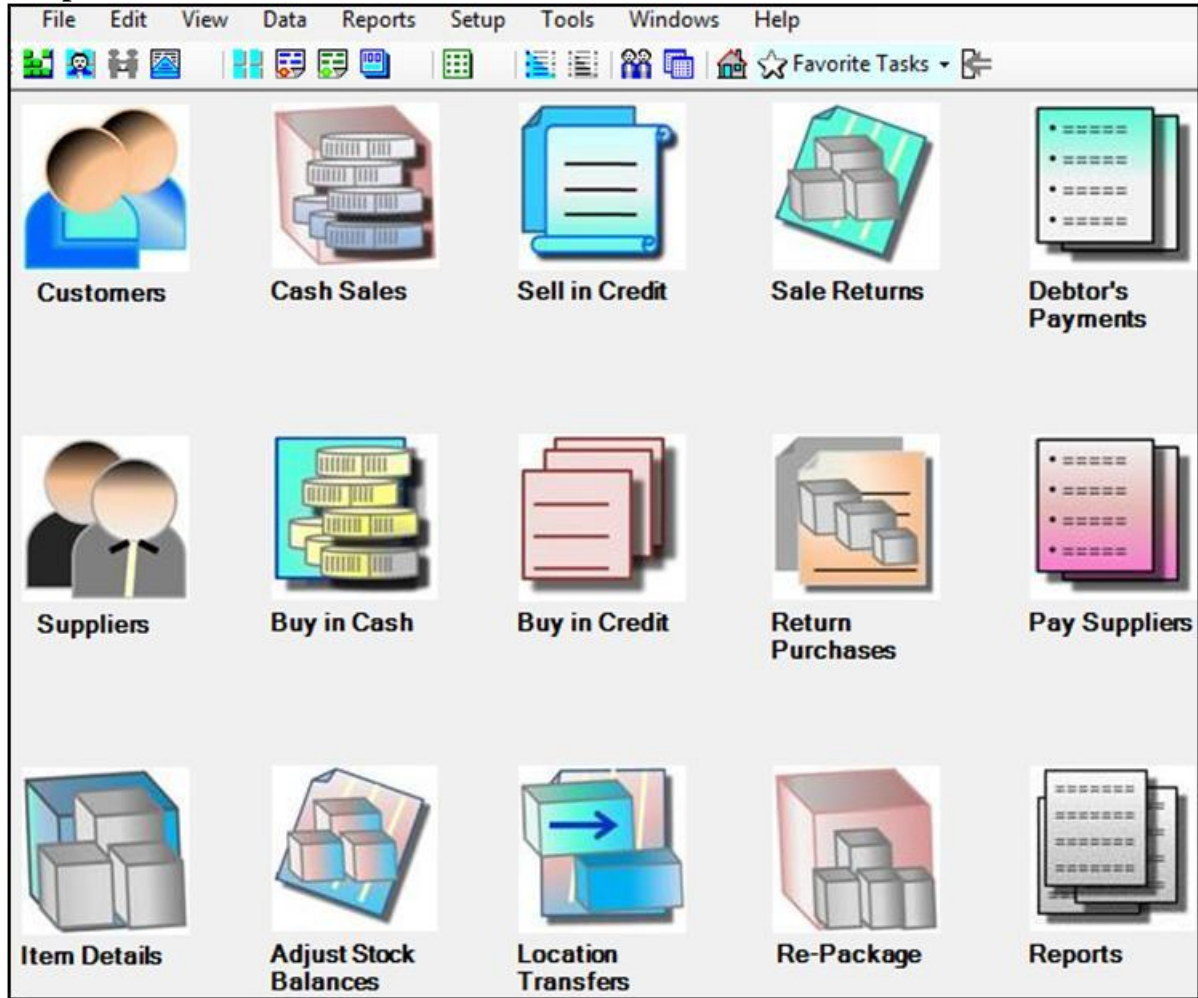 File Edit View Data Reports Setup Tools Windows Help
Favorite Tasks
Customers
Cash Sales
Sell in Credit
Sale Returns
Debtor's
Payments
Suppliers
Buy in Cash
Buy in Credit
Return
Purchases
Pay Suppliers
Item Details
Adjust Stock
Balances
Location
Transfers
Re-Package
Reports